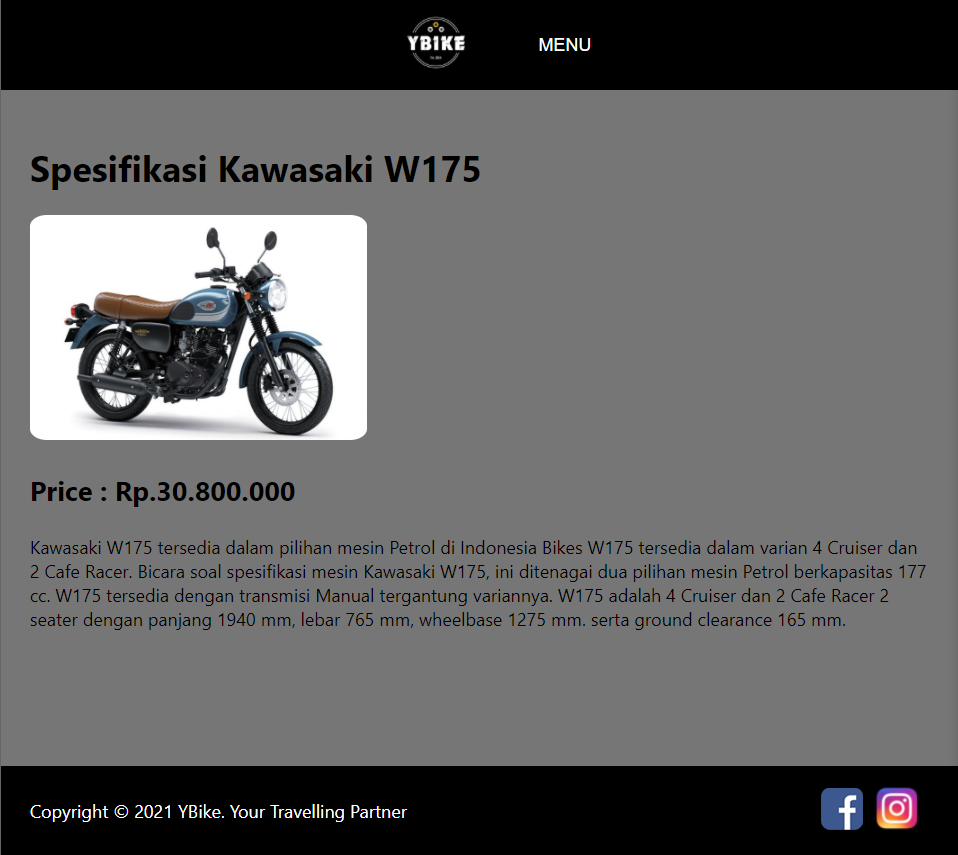 YBIKE
MENU
Spesifikasi Kawasaki W175
Price : Rp.30.800.000
Kawasaki W175 tersedia dalam pilihan mesin Petrol di Indonesia Bikes W175 tersedia dalam varian 4 Cruiser dan
2 Cafe Racer. Bicara soal spesifikasi mesin Kawasaki W175, ini ditenagai dua pilihan mesin Petrol berkapasitas 177
cc. W175 tersedia dengan transmisi Manual tergantung variannya. W175 adalah 4 Cruiser dan 2 Cafe Racer 2
seater dengan panjang 1940 mm, lebar 765 mm, wheelbase 1275 mm. serta ground clearance 165 mm.
Copyright © 2021 YBike. Your Travelling Partner